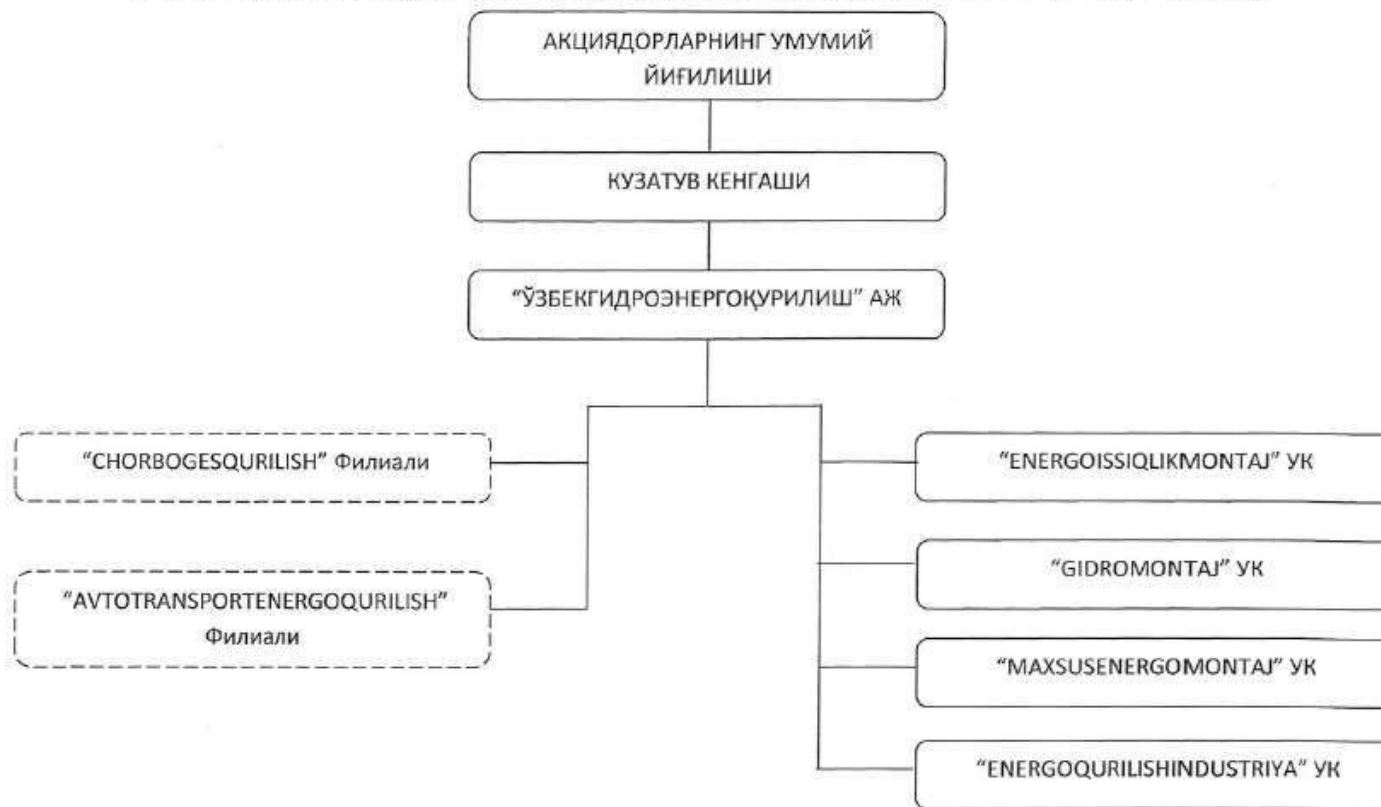 АКЦИЯДОРЛАРНИНГ УМУМИЙ
ЙИҒИЛИШИ
КУЗАТУВ КЕНГАШИ
“ЎЗБЕКГИДРОЭНЕРГОҚУРИЛИШ” АЖ
“CHORBOGESQURILISH” Филиали
“AVTOTRANSPORTENERGOQURILISH”
Филиали
“ENERGOISSIQLIKMONTAJ” УК
“GIDROMONTAJ” УК
“MAXSUSENERGOMONTAJ” УК
“ENERGOQURILISHINDUSTRIYA” УК